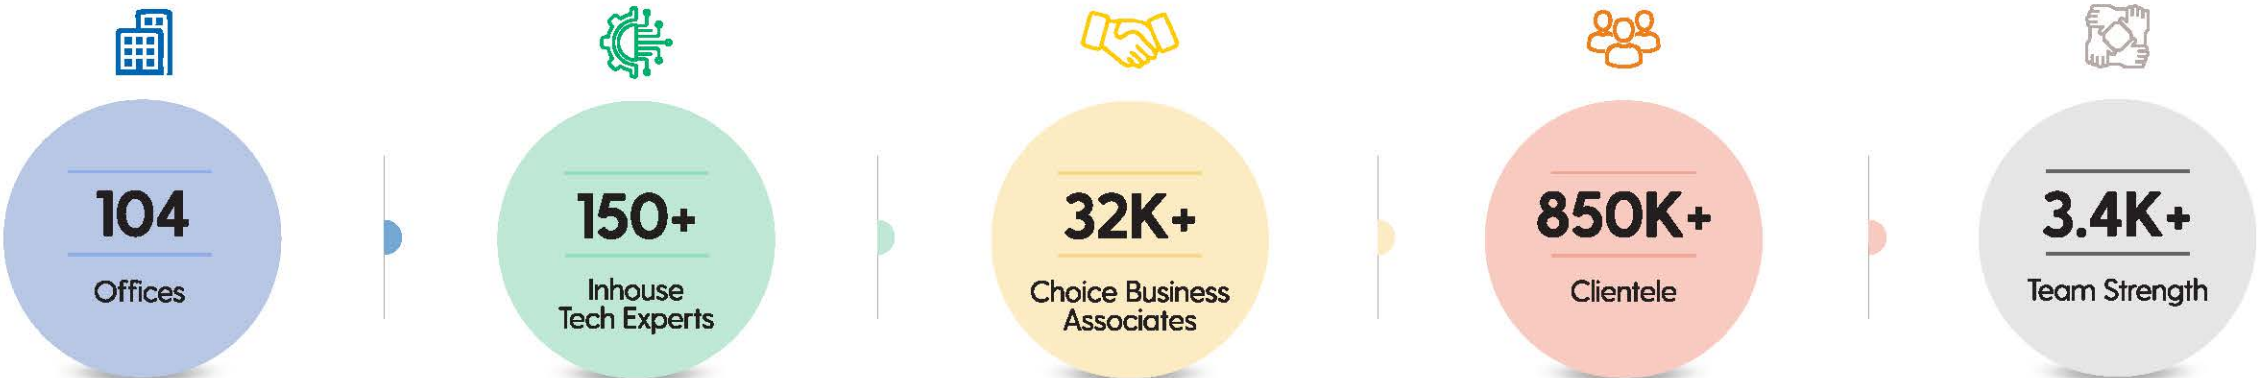 104
Offices
150+
Inhouse
Tech Experts
32K+
Choice Business
Associates
850K+
Clientele
3.4K+
Team Strength